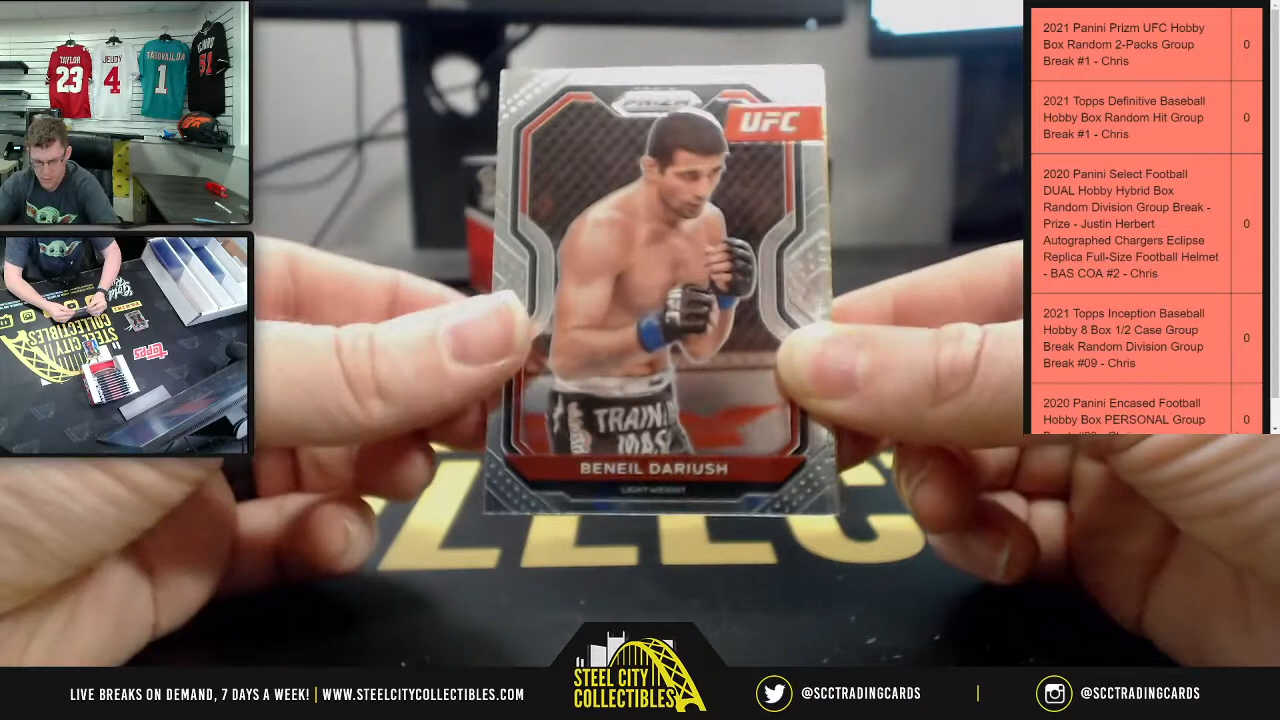 TAYLOR
23
JEUDY
4
TAGOVAILOA
1
2021 Panini Prizm UFC Hobby
Box Random 2-Packs Group
Break #1 - Chris
0
2021 Topps Definitive Baseball
Hobby Box Random Hit Group
Break #1 - Chris
0
2020 Panini Select Football
DUAL Hobby Hybrid Box
Random Division Group Break -
Prize - Justin Herbert
Autographed Chargers Eclipse
Replica Full-Size Football Helmet
- BAS COA #2 - Chris
0
2021 Topps Inception Baseball
Hobby 8 Box 1/2 Case Group
Break Random Division Group
Break #09 - Chris
0
2020 Panini Encased Football
Hobby Box PERSONAL Group
0
PRIZM
UFC
TRAIN
BENEIL DARIUSH
LIGHTWEIGHT
STEEL CITY
COLLECTIBLES
Topps
LLEC
LIVE BREAKS ON DEMAND, 7 DAYS A WEEK! | WWW.STEELCITYCOLLECTIBLES.COM
STEEL CITY
COLLECTIBLES
@SCCTRADINGCARDS
@SCCTRADINGCARDS